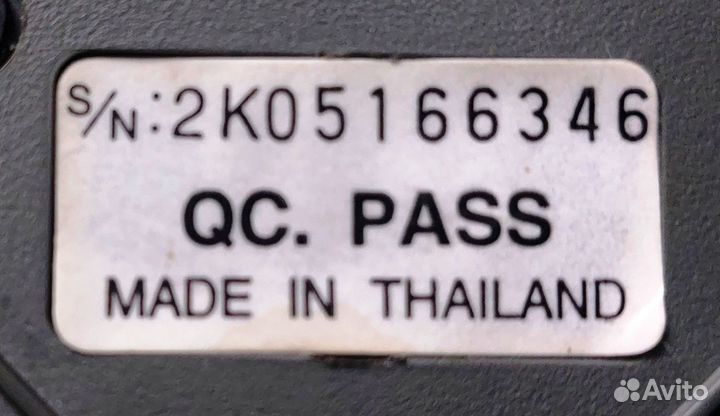 S/N:2K05166346
QC. PASS
MADE IN THAILAND
Avito